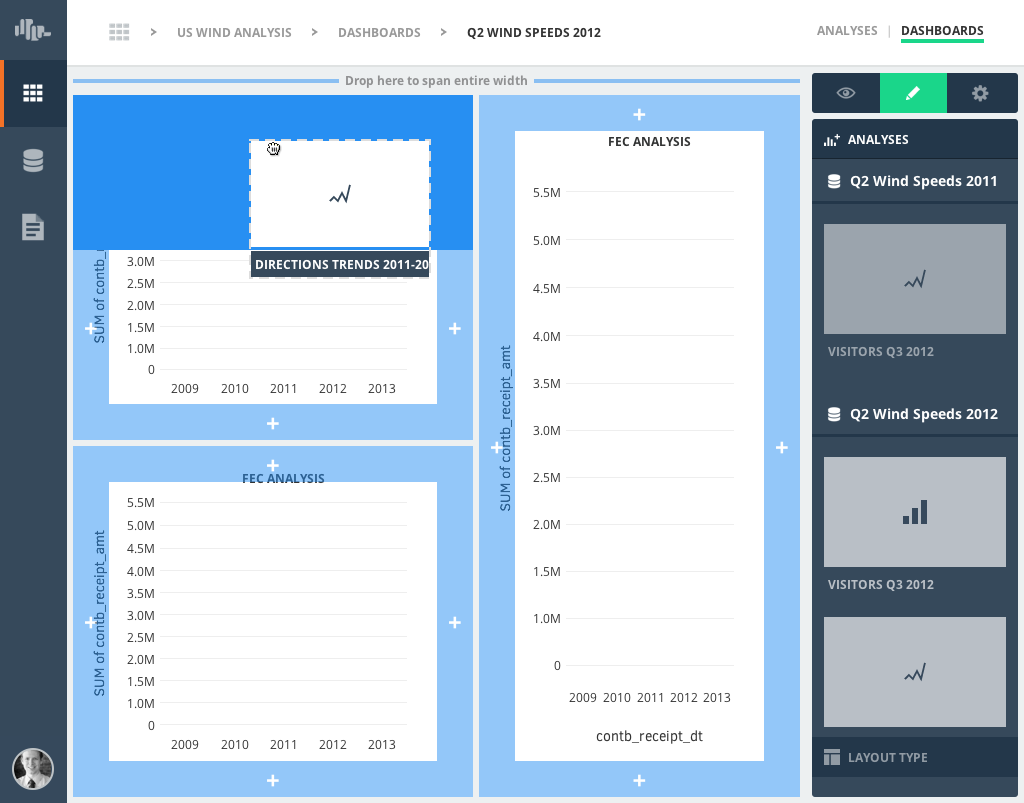 US WIND ANALYSIS > DASHBOARDS > Q2 WIND SPEEDS 2012
ANALYSES | DASHBOARDS
Drop here to span entire width
DIRECTIONS TRENDS 2011-20
SUM of contb_r
3.0M
2.5M
2.0M
1.5M
1.0M
0
2009 2010 2011 2012 2013
FEC ANALYSIS
SUM of contb_receipt_amt
5.5M
5.0M
4.5M
4.0M
3.5M
3.0M
2.5M
2.0M
1.5M
1.0M
0
2009 2010 2011 2012 2013
FEC ANALYSIS
SUM of contb_receipt_amt
5.5M
5.0M
4.5M
4.0M
3.5M
3.0M
2.5M
2.0M
1.5M
1.0M
0
2009 2010 2011 2012 2013
contb_receipt_dt
ANALYSES
Q2 Wind Speeds 2011
VISITORS Q3 2012
Q2 Wind Speeds 2012
VISITORS Q3 2012
LAYOUT TYPE